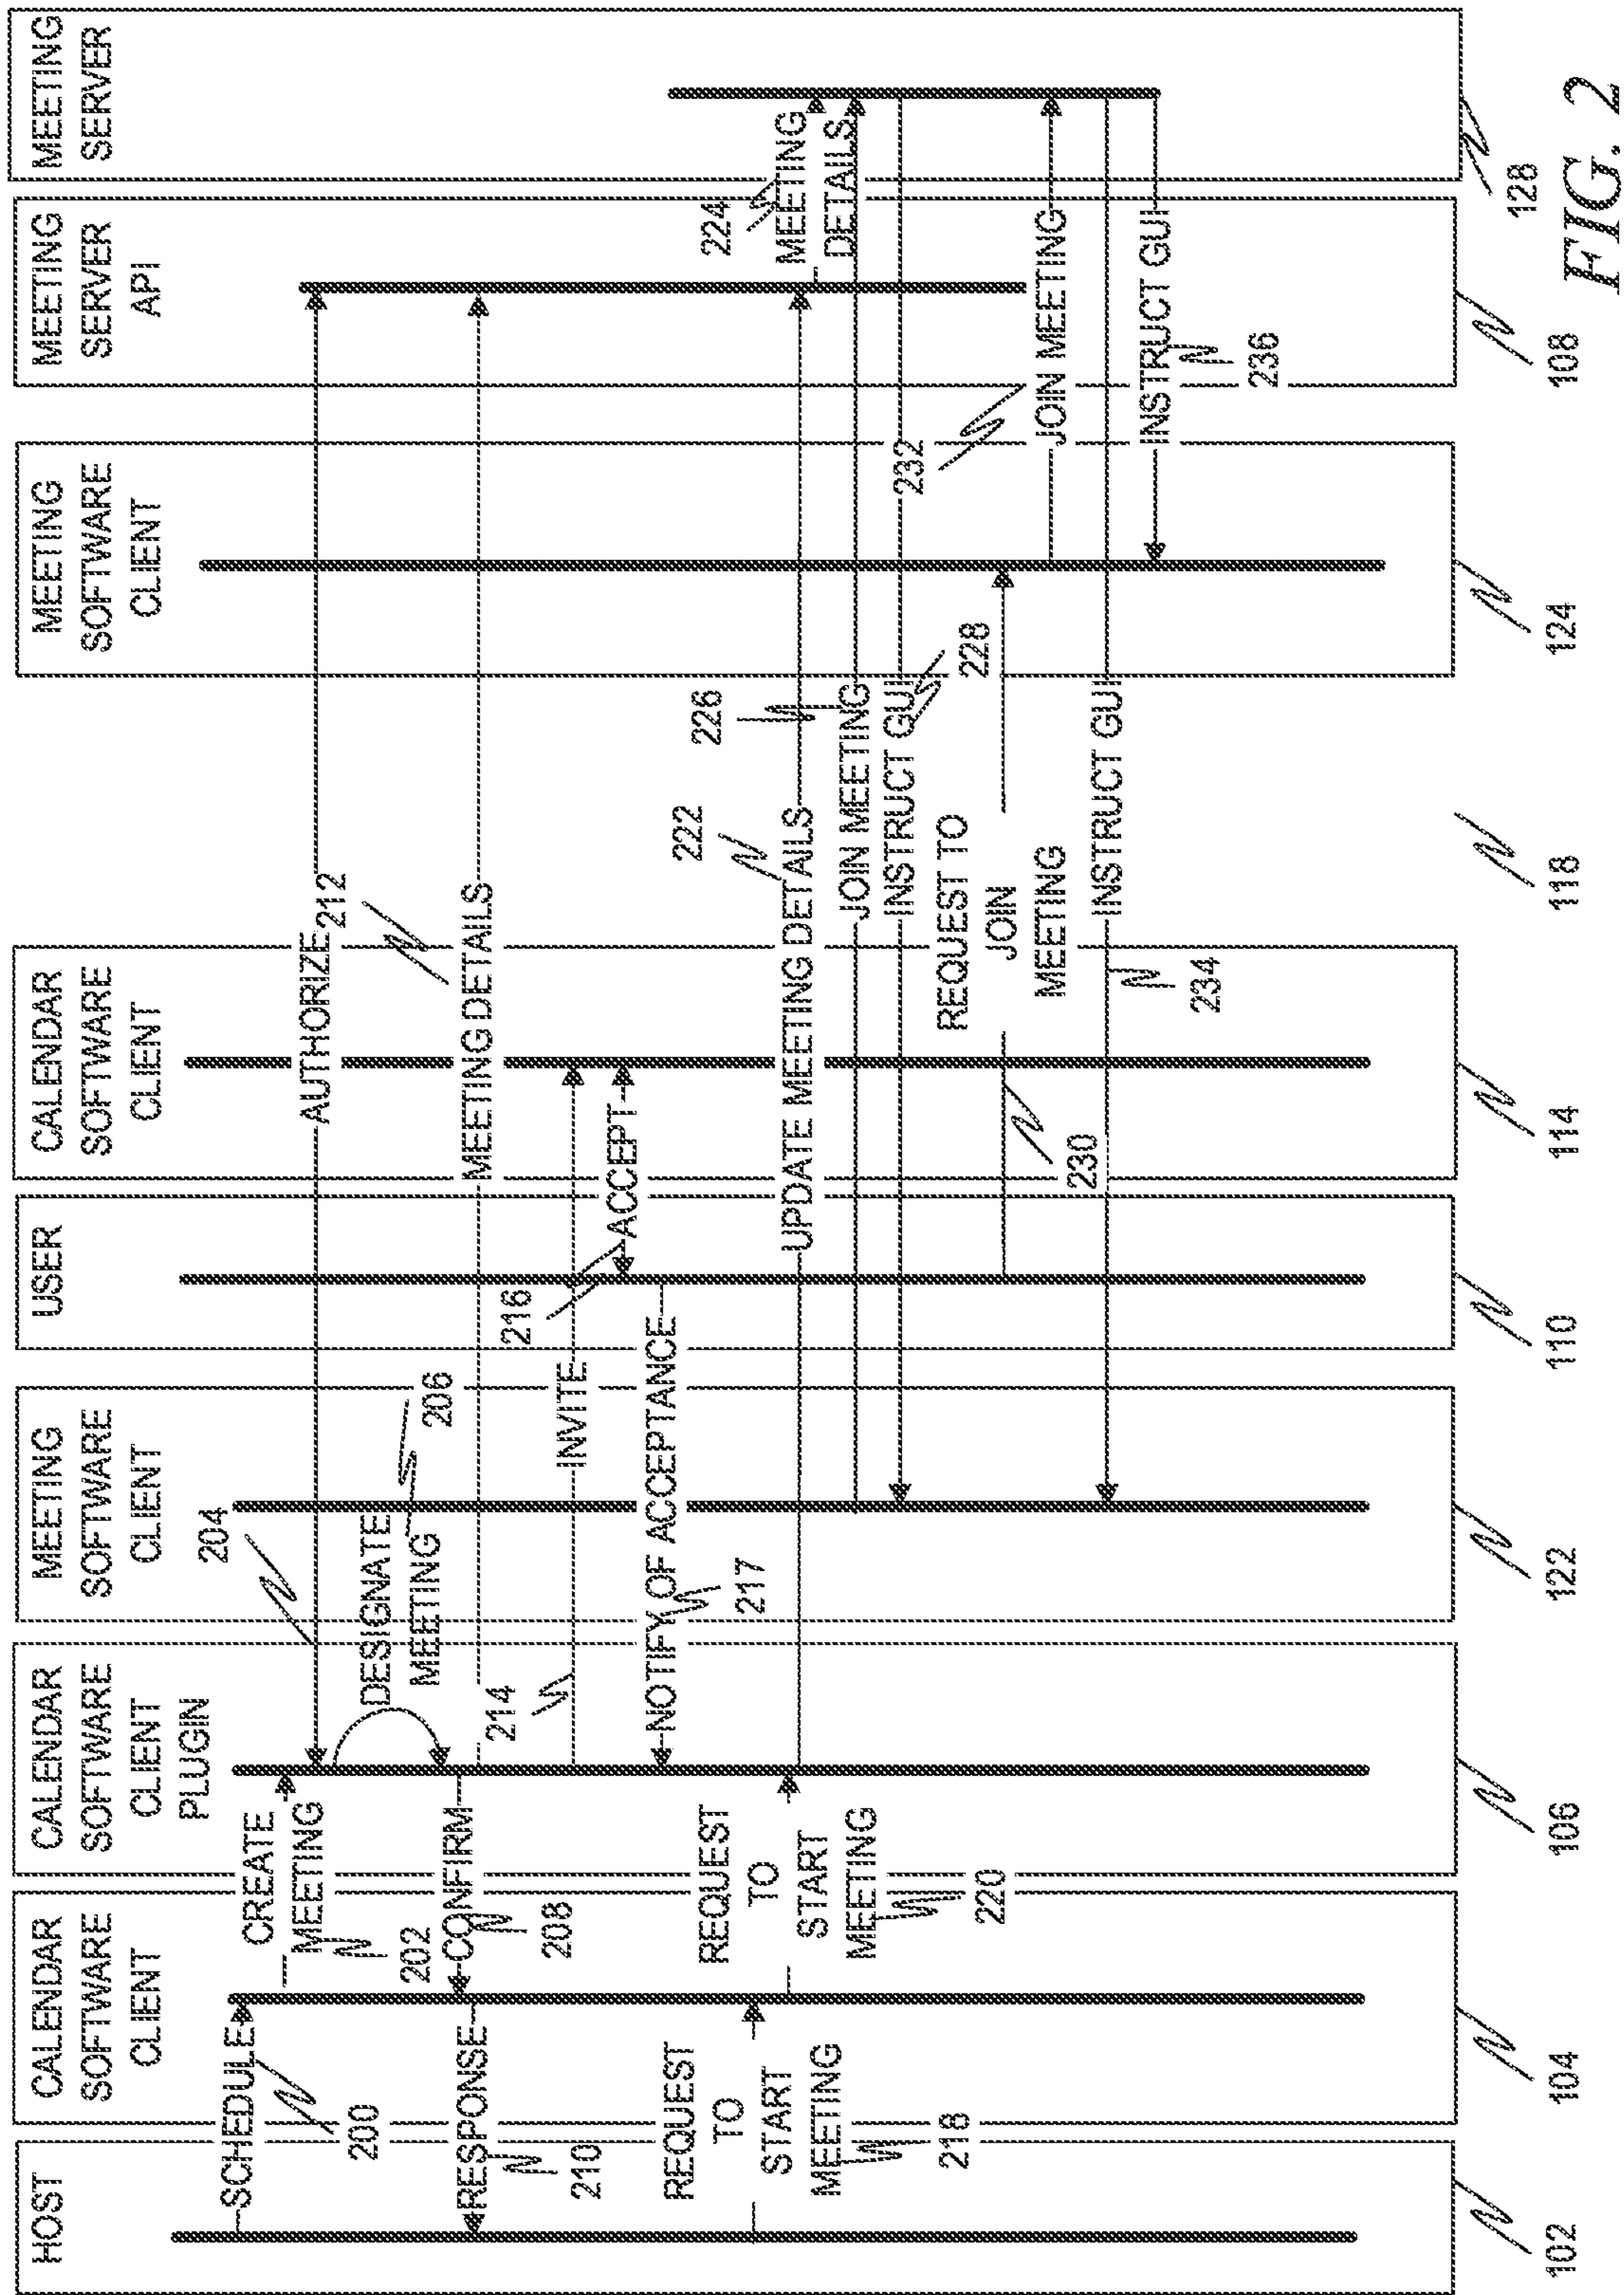 HOST
CALENDAR
SOFTWARE
CLIENT
CALENDAR
SOFTWARE
CLIENT
PLUGIN
MEETING
SOFTWARE
CLIENT
USER
CALENDAR
SOFTWARE
CLIENT
MEETING
SOFTWARE
CLIENT
MEETING
SERVER
API
MEETING
SERVER
SCHEDULE
200
CREATE
MEETING
202
204
AUTHORIZE
DESIGNATE
MEETING
206
CONFIRM
208
RESPONSE
210
212
MEETING DETAILS
INVITE
214
216
ACCEPT
NOTIFY OF ACCEPTANCE
217
REQUEST
TO
START
MEETING
218
REQUEST
TO
START
MEETING
220
222
UPDATE MEETING DETAILS
224
MEETING
DETAILS
226
JOIN MEETING
INSTRUCT GUI
228
REQUEST TO
JOIN
MEETING
230
232
JOIN MEETING
INSTRUCT GUI
234
INSTRUCT GUI
236
102
104
106
122
110
114
118
124
108
128
FIG. 2